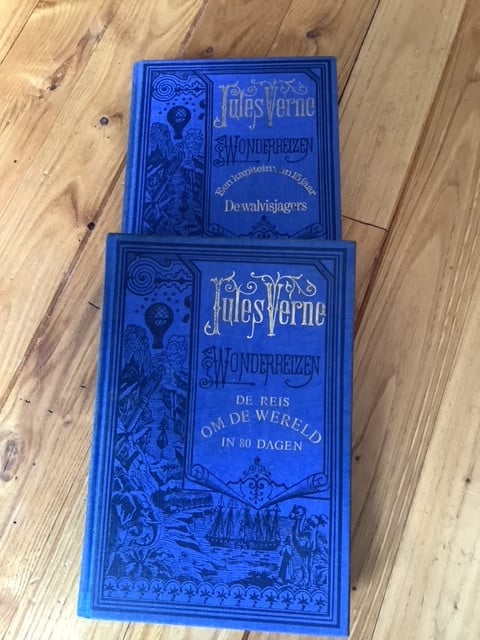 Jules Verne
Wonderreizen
Een kapitein van 15 jaar
De walvisjagers
Jules Verne
Wonderreizen
DE REIS
OM DE WERELD
IN 80 DAGEN